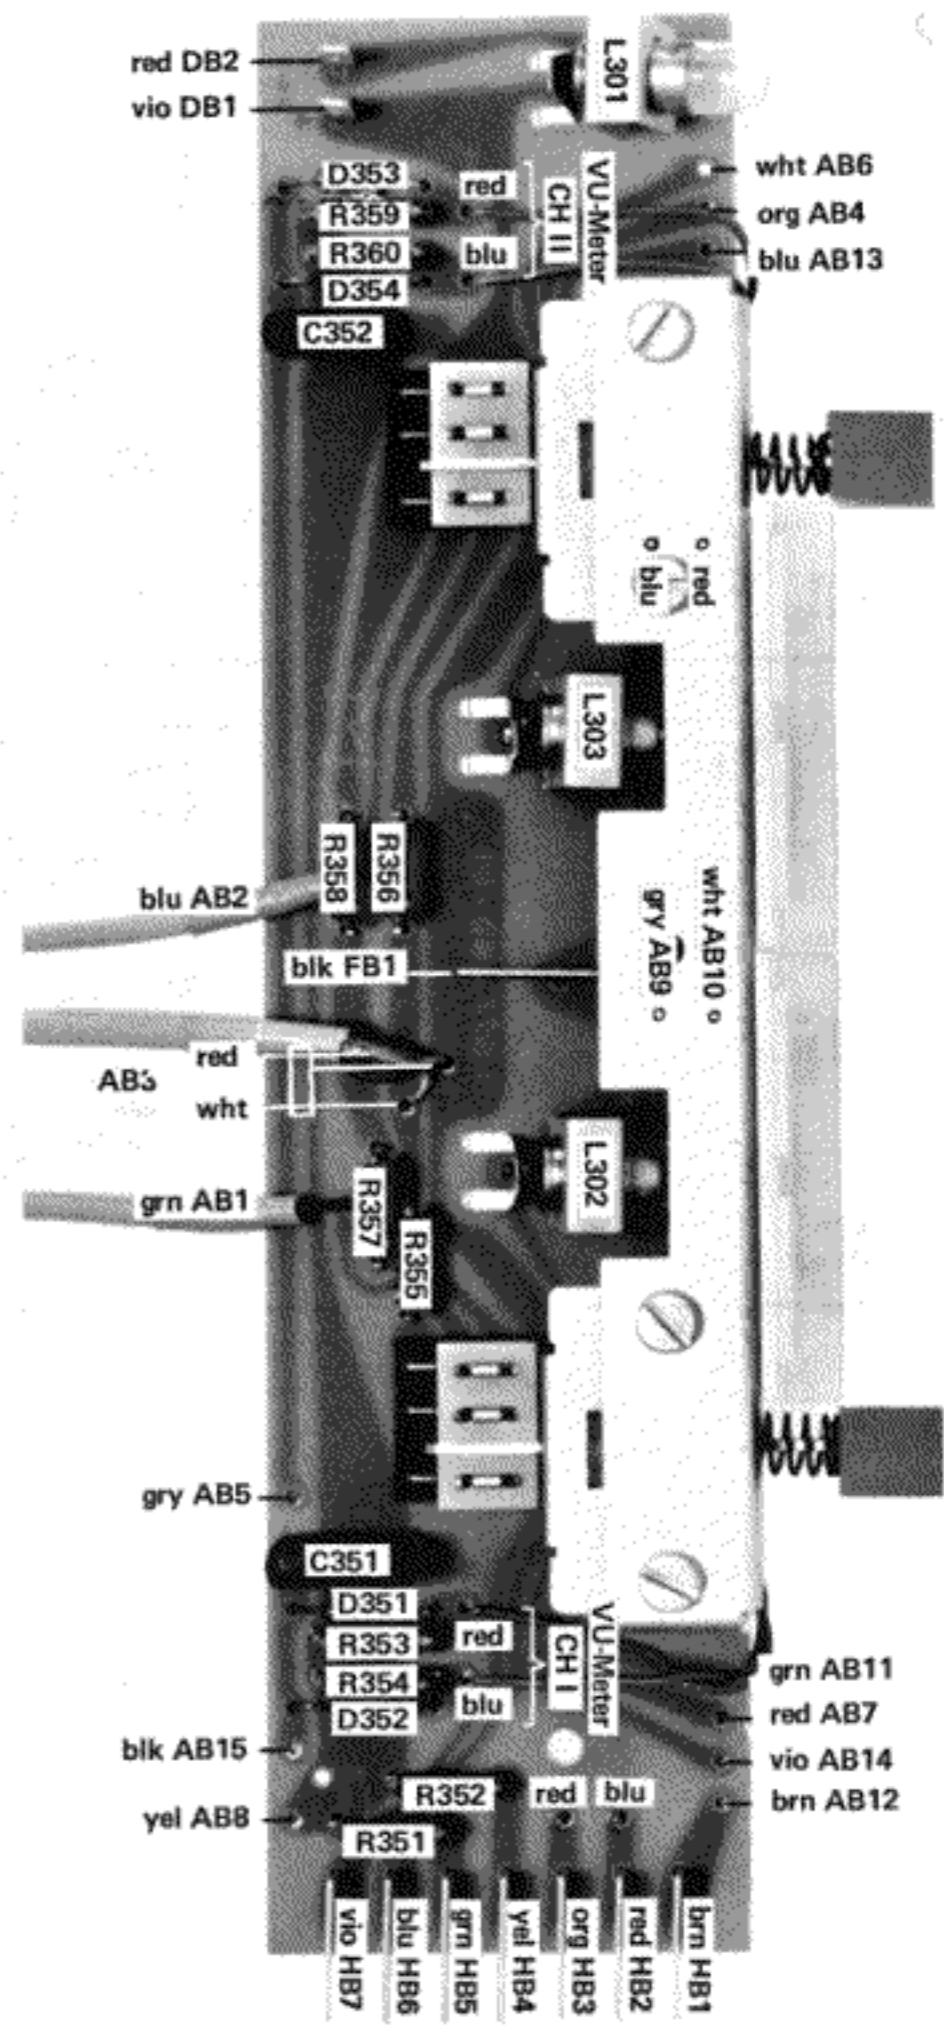 red DB2
vio DB1
L301
wht AB6
org AB4
blu AB13
D353
R359
R360
D354
red
blu
CH II
VU-Meter
C352
red
blu
L303
R358
R356
blu AB2
blk FB1
wht AB10
gry AB9
red
AB3
wht
grn AB1
L302
R357
R355
gry AB5
C351
D351
R353
R354
D352
red
blu
CH I
VU-Meter
grn AB11
red AB7
vio AB14
brn AB12
blk AB15
yel AB8
R352
R351
red
blu
vio HB7
blu HB6
grn HB5
yel HB4
org HB3
red HB2
brn HB1